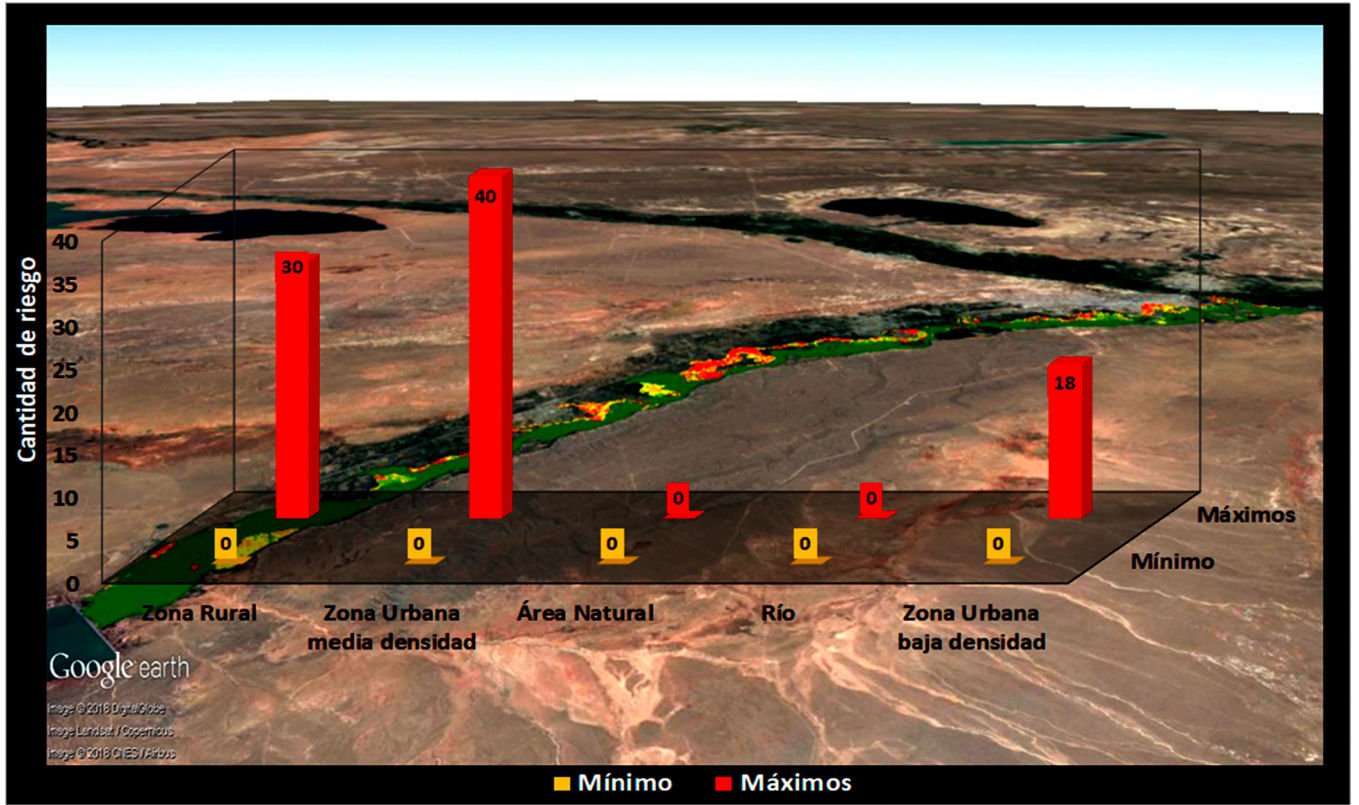 Cantidad de riesgo
40
35
30
25
20
15
10
5
0
30
40
0
0
18
0
0
0
0
0
Máximos
Mínimo
Zona Rural
Zona Urbana
media densidad
Área Natural
Río
Zona Urbana
baja densidad
Google earth
Image © 2018 DigitalGlobe
Image Landsat / Copernicus
Image © 2018 CNES / Airbus
Mínimo
Máximos